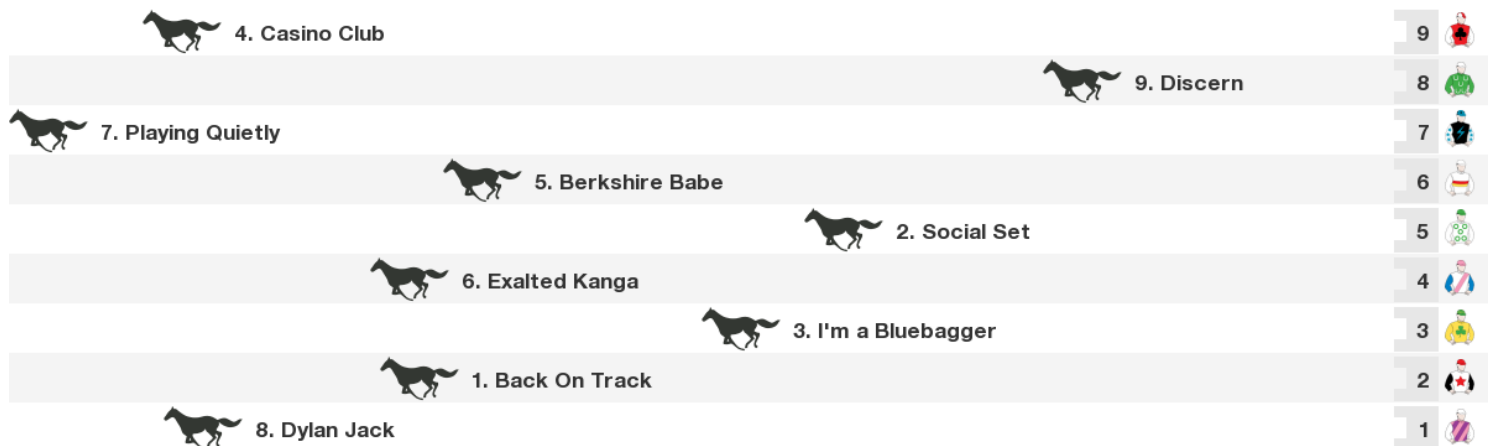 4. Casino Club 9
9. Discern 8
7. Playing Quietly 7
5. Berkshire Babe 6
2. Social Set 5
6. Exalted Kanga 4
3. I'm a Bluebagger 3
1. Back On Track 2
8. Dylan Jack 1